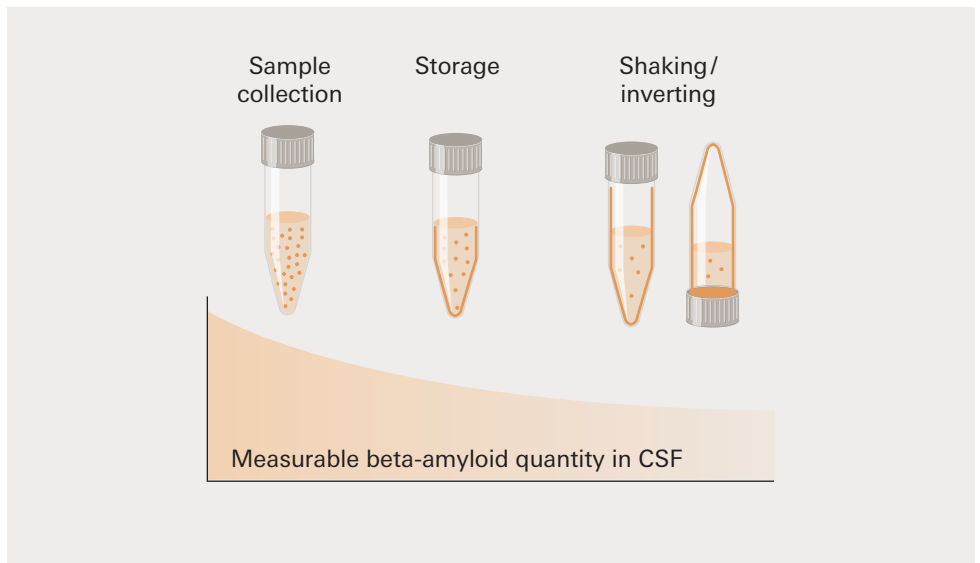 Sample
collection
Storage
Shaking/
inverting
Measurable beta-amyloid quantity in CSF